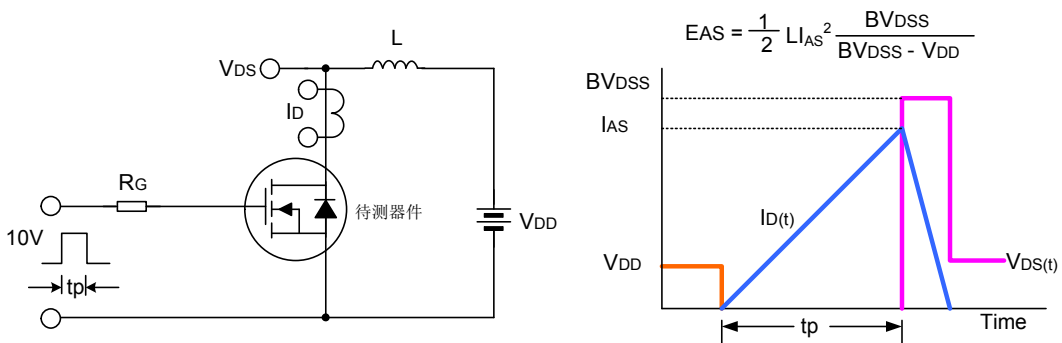 L
VDS
ID
RG
10V
tp
待测器件
VDD
EAS = 1/2 LIAS² BVDSS / (BVDSS - VDD)
BVDSS
IAS
ID(t)
VDD
VDS(t)
tp
Time